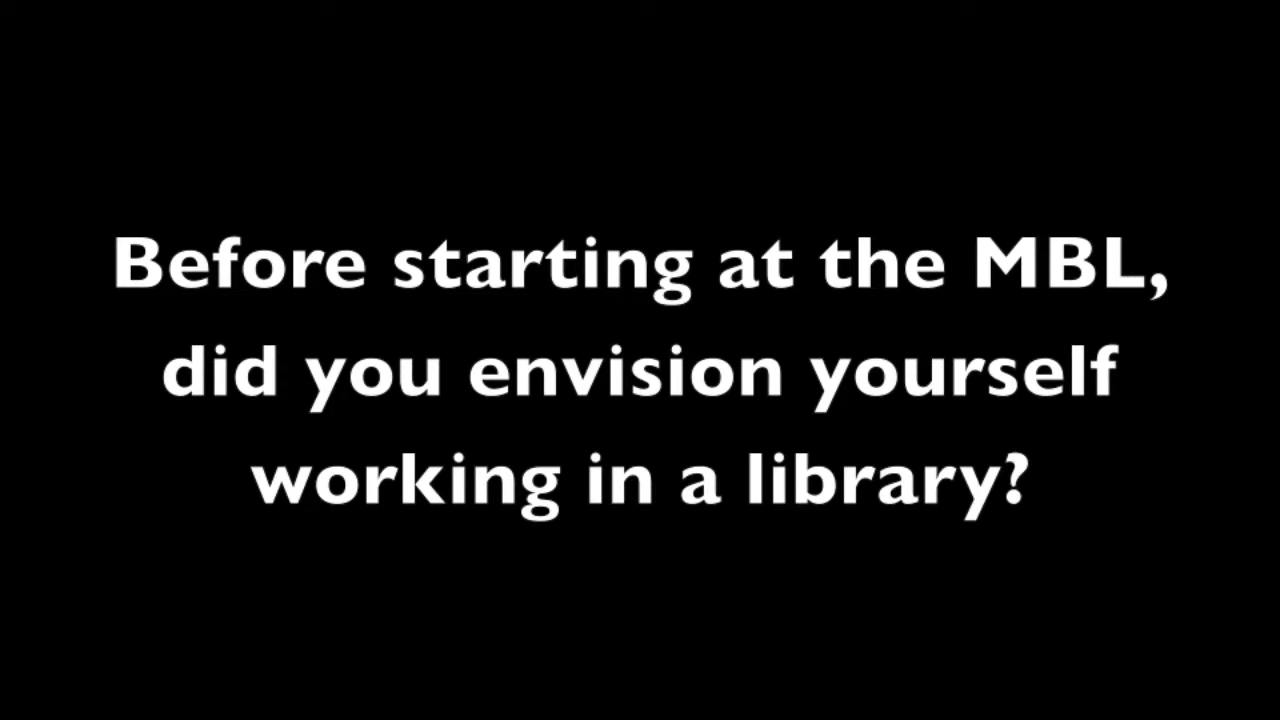 Before starting at the MBL,
did you envision yourself
working in a library?